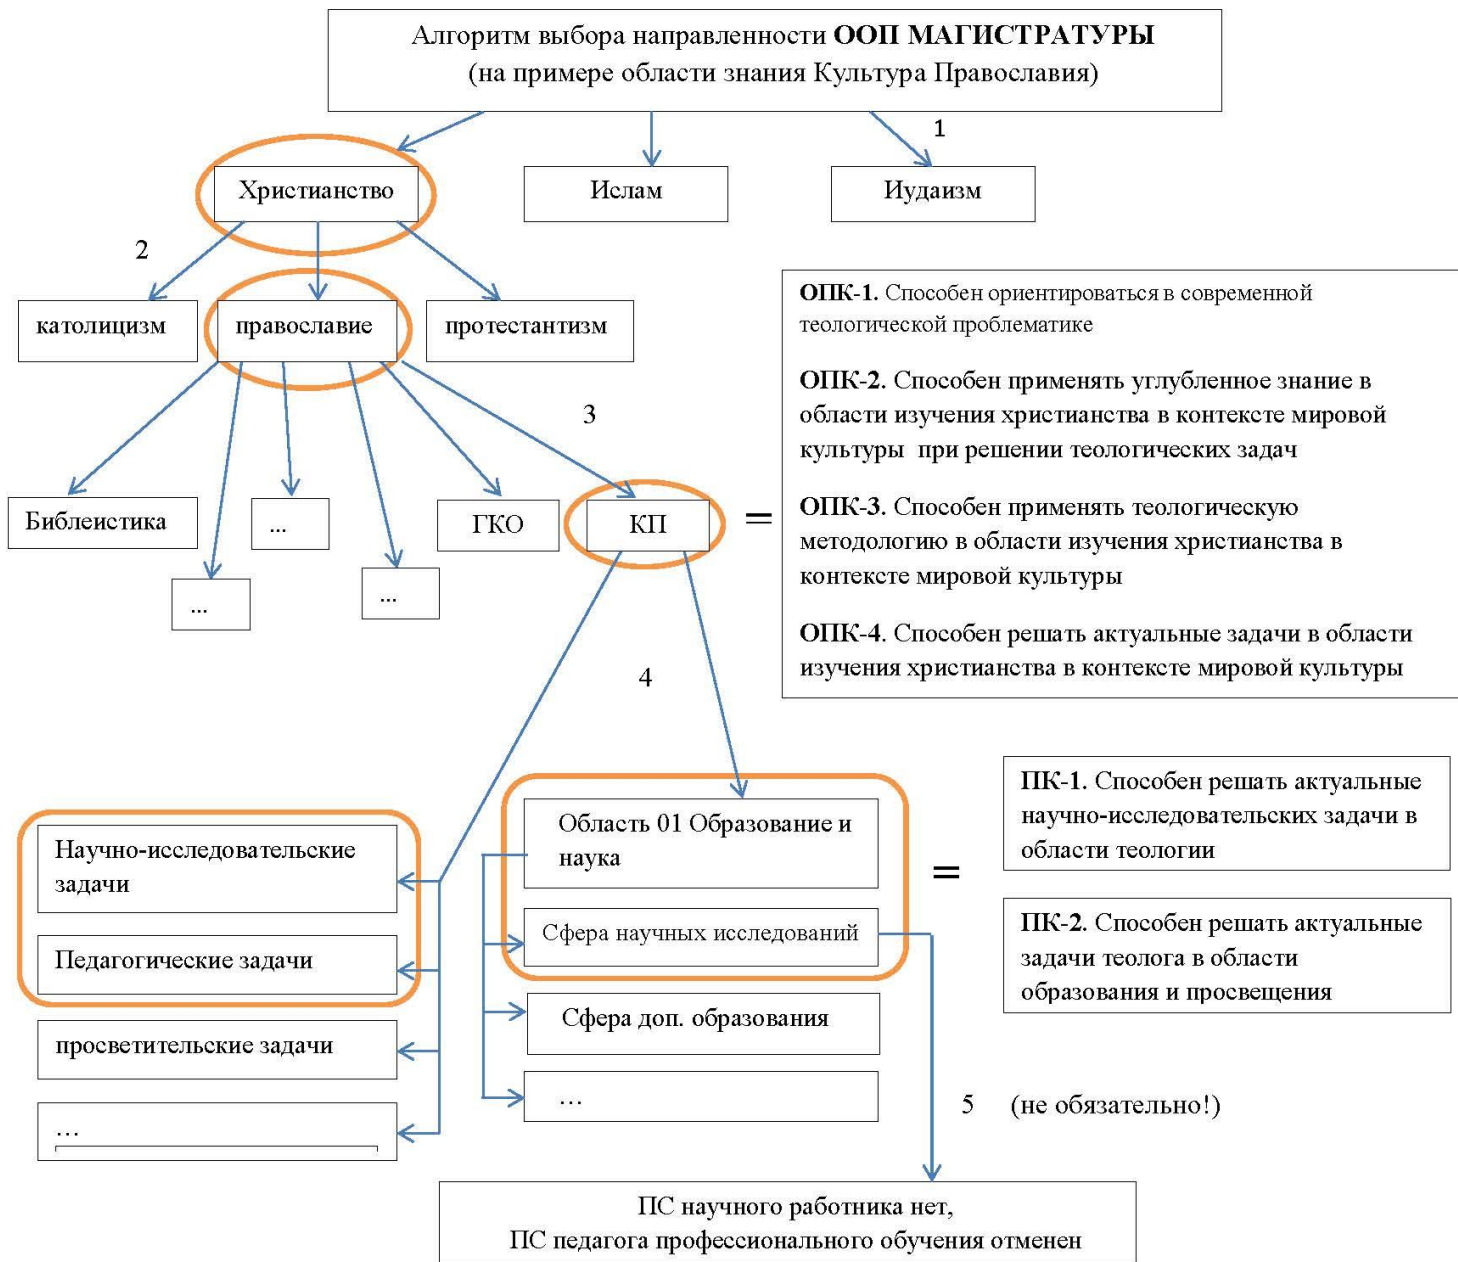 Алгоритм выбора направленности ООП МАГИСТРАТУРЫ
(на примере области знания Культура Православия)
1
Христианство
Ислам
Иудаизм
2
католицизм
православие
протестантизм
3
Библеистика
...
ГКО
КП
=
...
...
ОПК-1. Способен ориентироваться в современной
теологической проблематике
ОПК-2. Способен применять углубленное знание в
области изучения христианства в контексте мировой
культуры при решении теологических задач
ОПК-3. Способен применять теологическую
методологию в области изучения христианства в
контексте мировой культуры
ОПК-4. Способен решать актуальные задачи в области
изучения христианства в контексте мировой культуры
4
Научно-исследовательские
задачи
Педагогические задачи
просветительские задачи
...
Область 01 Образование и
наука
Сфера научных исследований
Сфера доп. образования
...
=
ПК-1. Способен решать актуальные
научно-исследовательских задачи в
области теологии
ПК-2. Способен решать актуальные
задачи теолога в области
образования и просвещения
5 (не обязательно!)
ПС научного работника нет,
ПС педагога профессионального обучения отменен